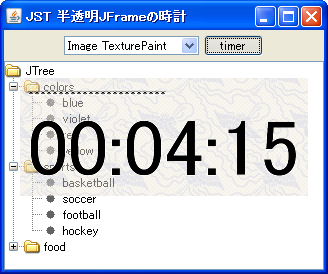 JST 半透明JFrameの時計
Image TexturePaint timer
JTree
colors
blue
violet
00:04:15
sports
basketball
soccer
football
hockey
food